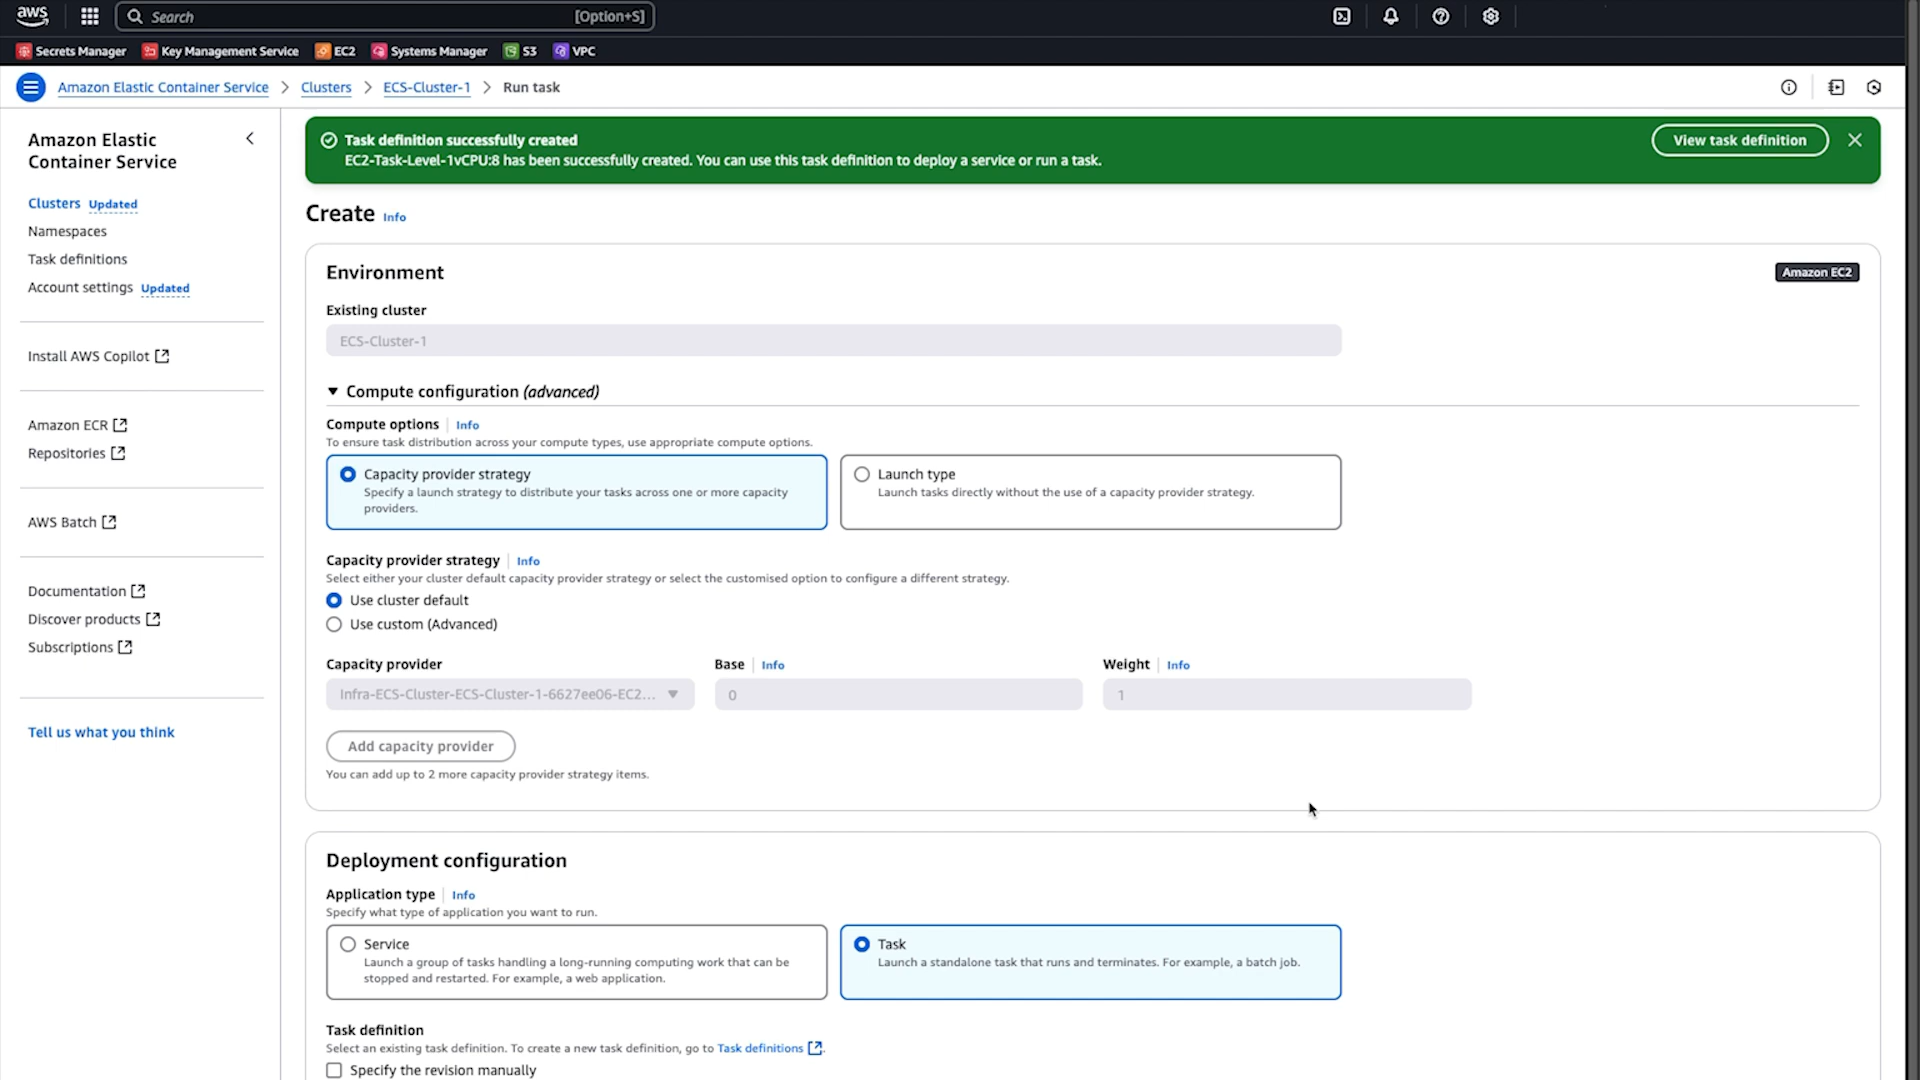 aws
Search [Option+S]
Secrets Manager Key Management Service EC2 Systems Manager S3 VPC
Amazon Elastic Container Service > Clusters > ECS-Cluster-1 > Run task
Amazon Elastic
Container Service
Clusters Updated
Namespaces
Task definitions
Account settings Updated
Install AWS Copilot
Amazon ECR
Repositories
AWS Batch
Documentation
Discover products
Subscriptions
Tell us what you think
Task definition successfully created
EC2-Task-Level-1vCPU:8 has been successfully created. You can use this task definition to deploy a service or run a task.
View task definition
Create Info
Environment
Amazon EC2
Existing cluster
ECS-Cluster-1
Compute configuration (advanced)
Compute options Info
To ensure task distribution across your compute types, use appropriate compute options.
Capacity provider strategy
Specify a launch strategy to distribute your tasks across one or more capacity
providers.
Launch type
Launch tasks directly without the use of a capacity provider strategy.
Capacity provider strategy Info
Select either your cluster default capacity provider strategy or select the customised option to configure a different strategy.
Use cluster default
Use custom (Advanced)
Capacity provider
Infra-ECS-Cluster-ECS-Cluster-1-6627ee06-EC2...
Base Info
0
Weight Info
1
Add capacity provider
You can add up to 2 more capacity provider strategy items.
Deployment configuration
Application type Info
Specify what type of application you want to run.
Service
Launch a group of tasks handling a long-running computing work that can be
stopped and restarted. For example, a web application.
Task
Launch a standalone task that runs and terminates. For example, a batch job.
Task definition
Select an existing task definition. To create a new task definition, go to Task definitions .
Specify the revision manually